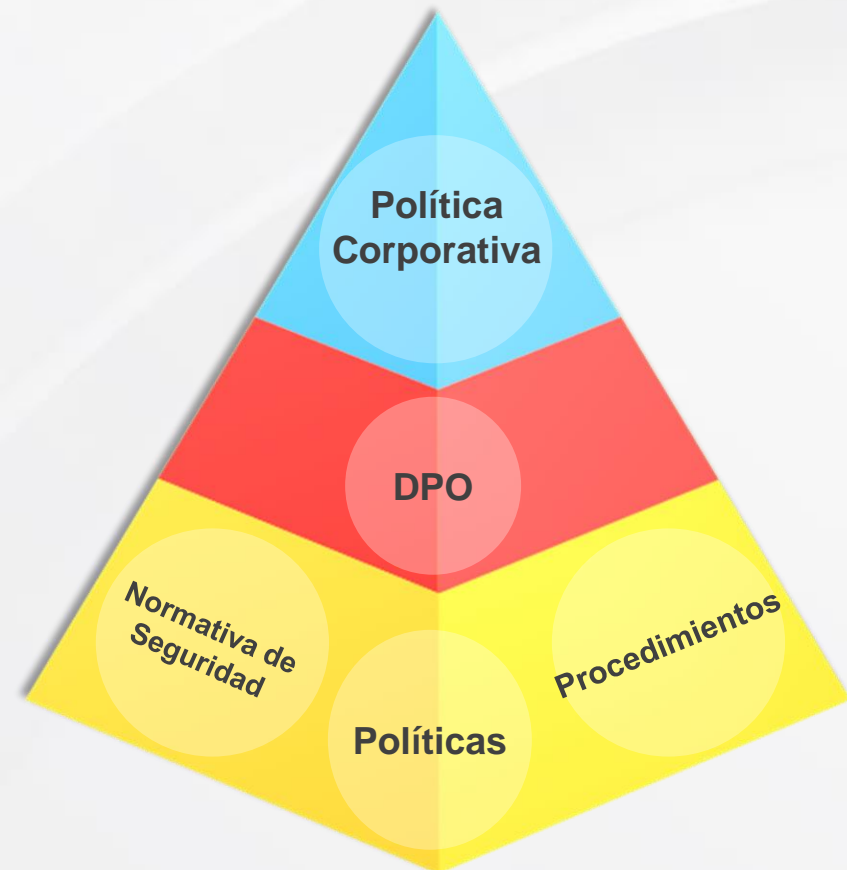 Política
Corporativa
DPO
Normativa de
Seguridad
Políticas
Procedimientos